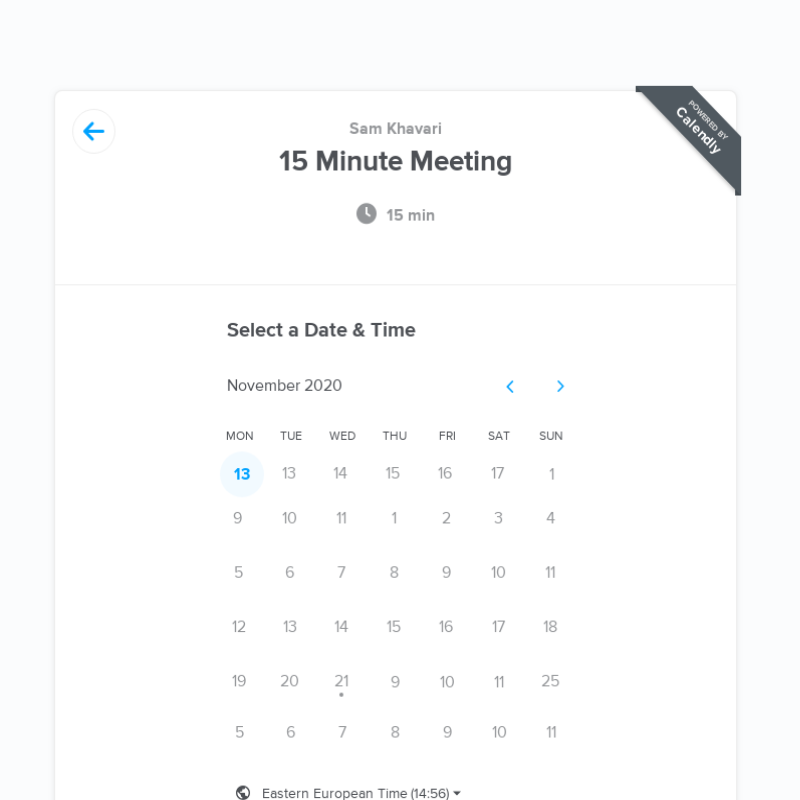 POWERED BY
Calendly
Sam Khavari
15 Minute Meeting
15 min
Select a Date & Time
November 2020
MON TUE WED THU FRI SAT SUN
13 13 14 15 16 17 1
9 10 11 1 2 3 4
5 6 7 8 9 10 11
12 13 14 15 16 17 18
19 20 21 9 10 11 25
5 6 7 8 9 10 11
Eastern European Time (14:56)